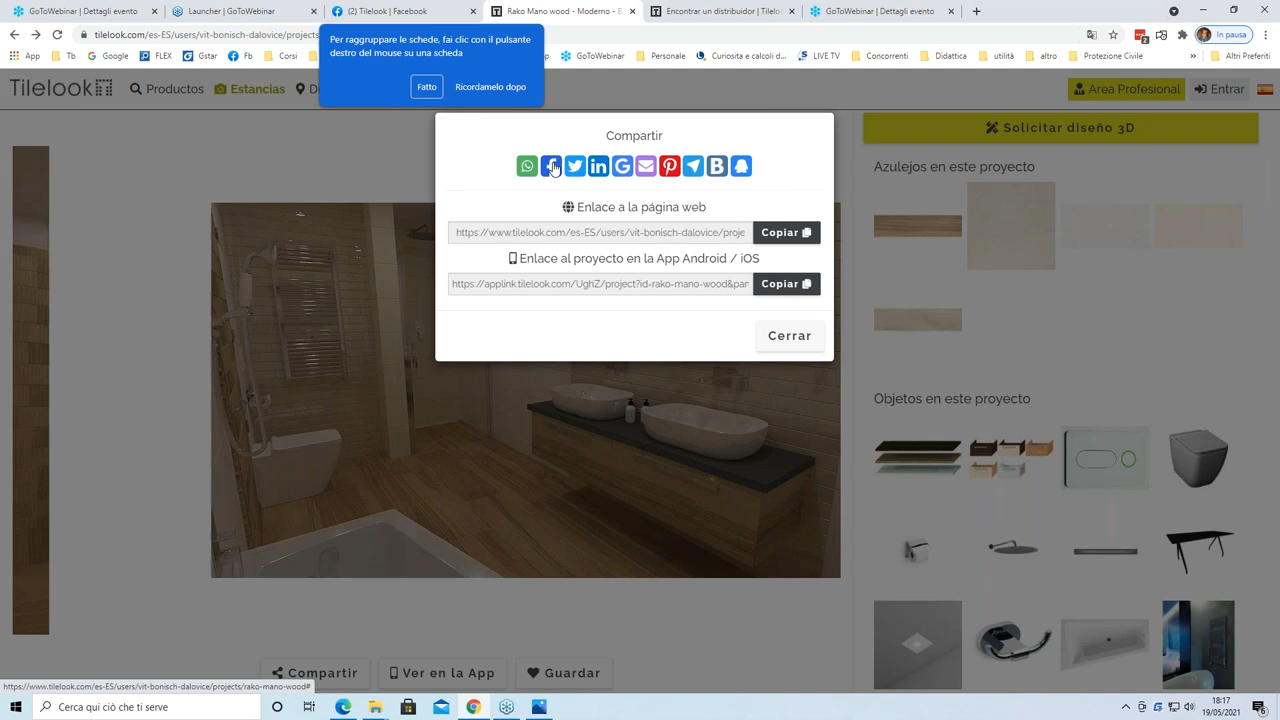 GoToWebinar | Dettagli evento
Launcher | GoToWebinar
(2) Tilelook | Facebook
Rako Mano Wood - Moderno - B
Encontrar un diseñador | Tilelook
GoToWebinar | Dettagli evento
tilelook.com/es-ES/users/vit-bonisch-dalovice/projects
In pausa
App
Tb
Google
FLEX
Gstar
Fb
GoToWebinar
Personale
Curiosita e calcoli d...
LIVE TV
Concorrenti
Didattica
utilità
altro
Protezione Civile
»
Altri Preferiti
Per raggruppare le schede, fai clic con il pulsante
destro del mouse su una scheda
Fatto
Ricordamelo dopo
Tilelook
Productos
Estancias
D
Area Profesional
Entrar
Compartir
Enlace a la página web
https://www.tilelook.com/es-ES/users/vit-bonisch-dalovice/proje
Copiar
Enlace al proyecto en la App Android / iOS
https://applink.tilelook.com/UghZ/project?id=rako-mano-wood&par
Copiar
Cerrar
Solicitar diseño 3D
Azulejos en este proyecto
Objetos en este proyecto
Compartir
Ver en la App
Guardar
https://www.tilelook.com/es-ES/users/vit-bonisch-dalovice/projects/rako-mano-wood#
Cerca qui ciò che ti serve
18:17
19/05/2021
6